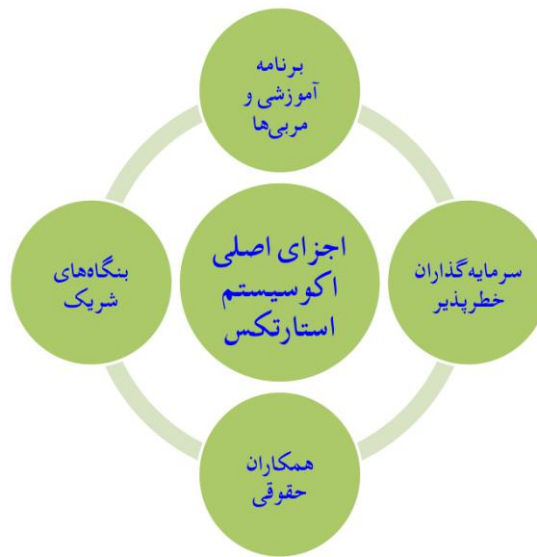 برنامه
آموزشی و
مربی‌ها
سرمایه‌گذاران
خطرپذیر
اجزای اصلی
اکوسیستم
استارتکس
بنگاه‌های
شریک
همکاران
حقوقی